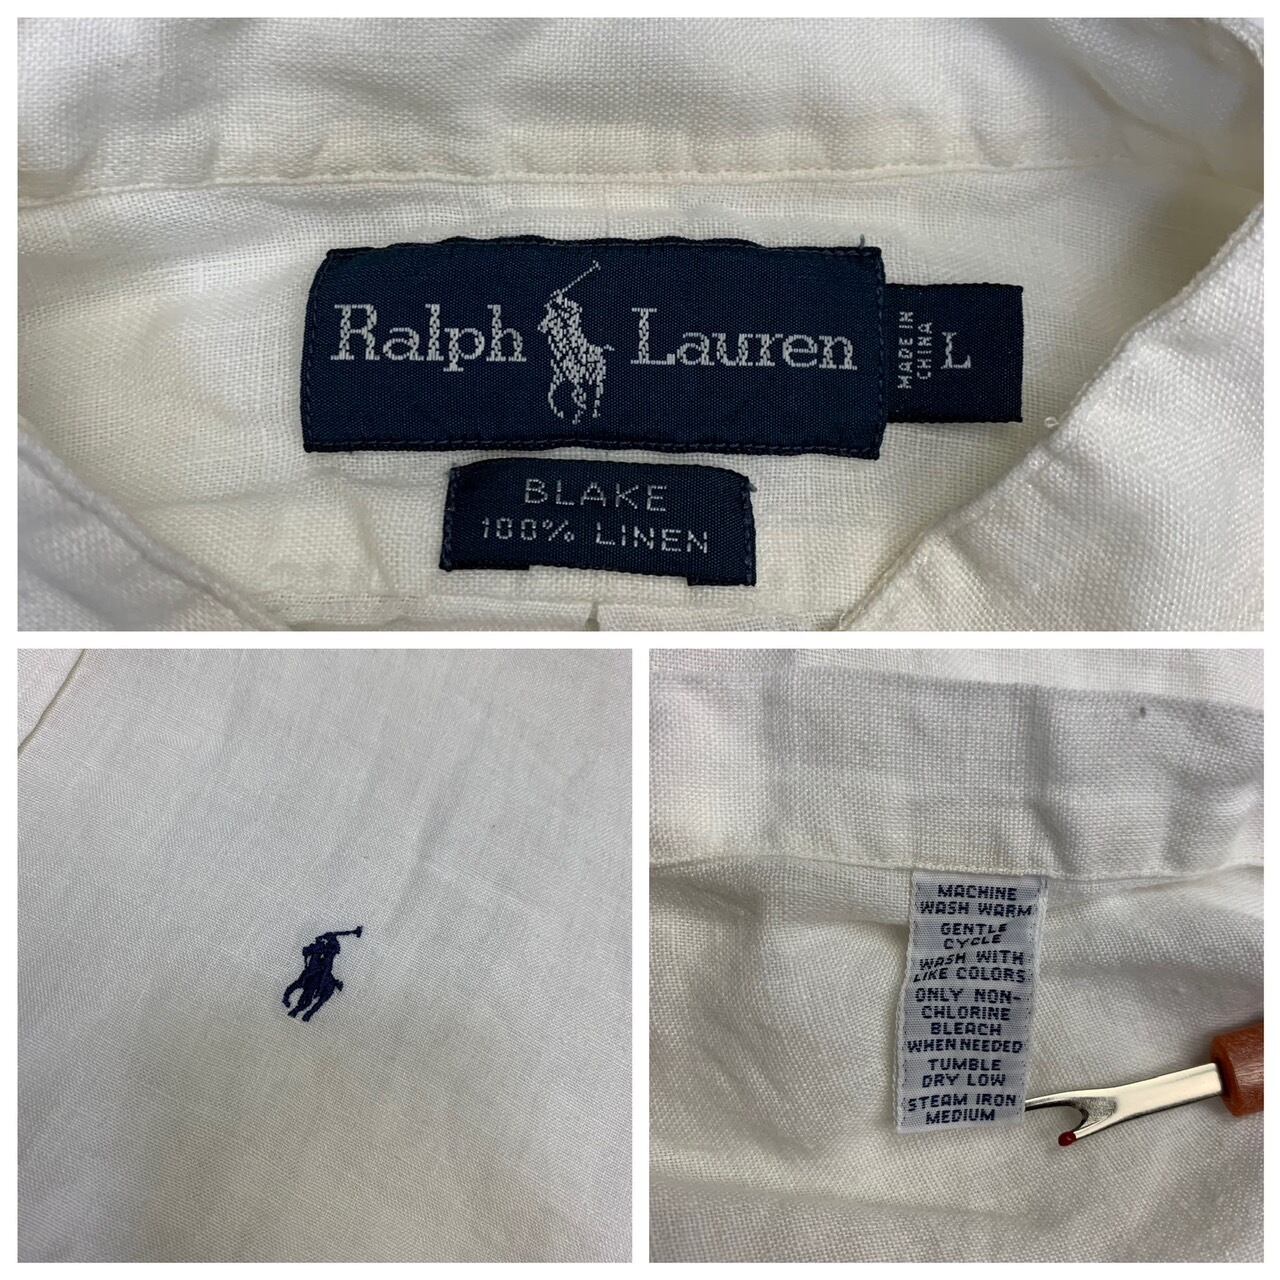 Ralph Lauren
MADE IN
CHINA
L
BLAKE
100% LINEN
MACHINE
WASH WARM
GENTLE
CYCLE
WASH WITH
LIKE COLORS
ONLY NON-
CHLORINE
BLEACH
WHEN NEEDED
TUMBLE
DRY LOW
STEAM IRON
MEDIUM